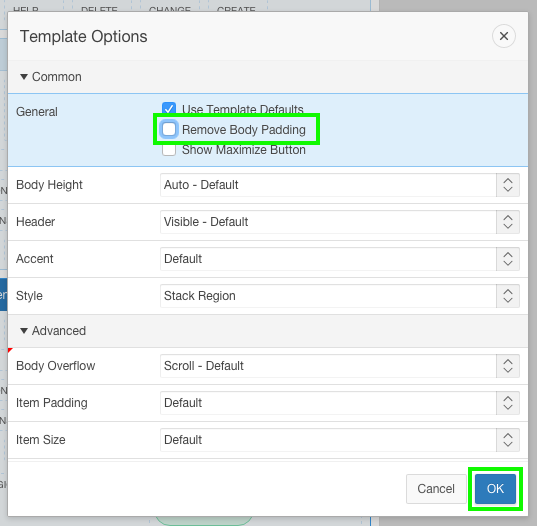 HELP DELETE CHANGE CREATE
Template Options
Common
General
Use Template Defaults
Remove Body Padding
Show Maximize Button
Body Height Auto - Default
Header Visible - Default
Accent Default
Style Stack Region
Advanced
Body Overflow Scroll - Default
Item Padding Default
Item Size Default
Cancel OK